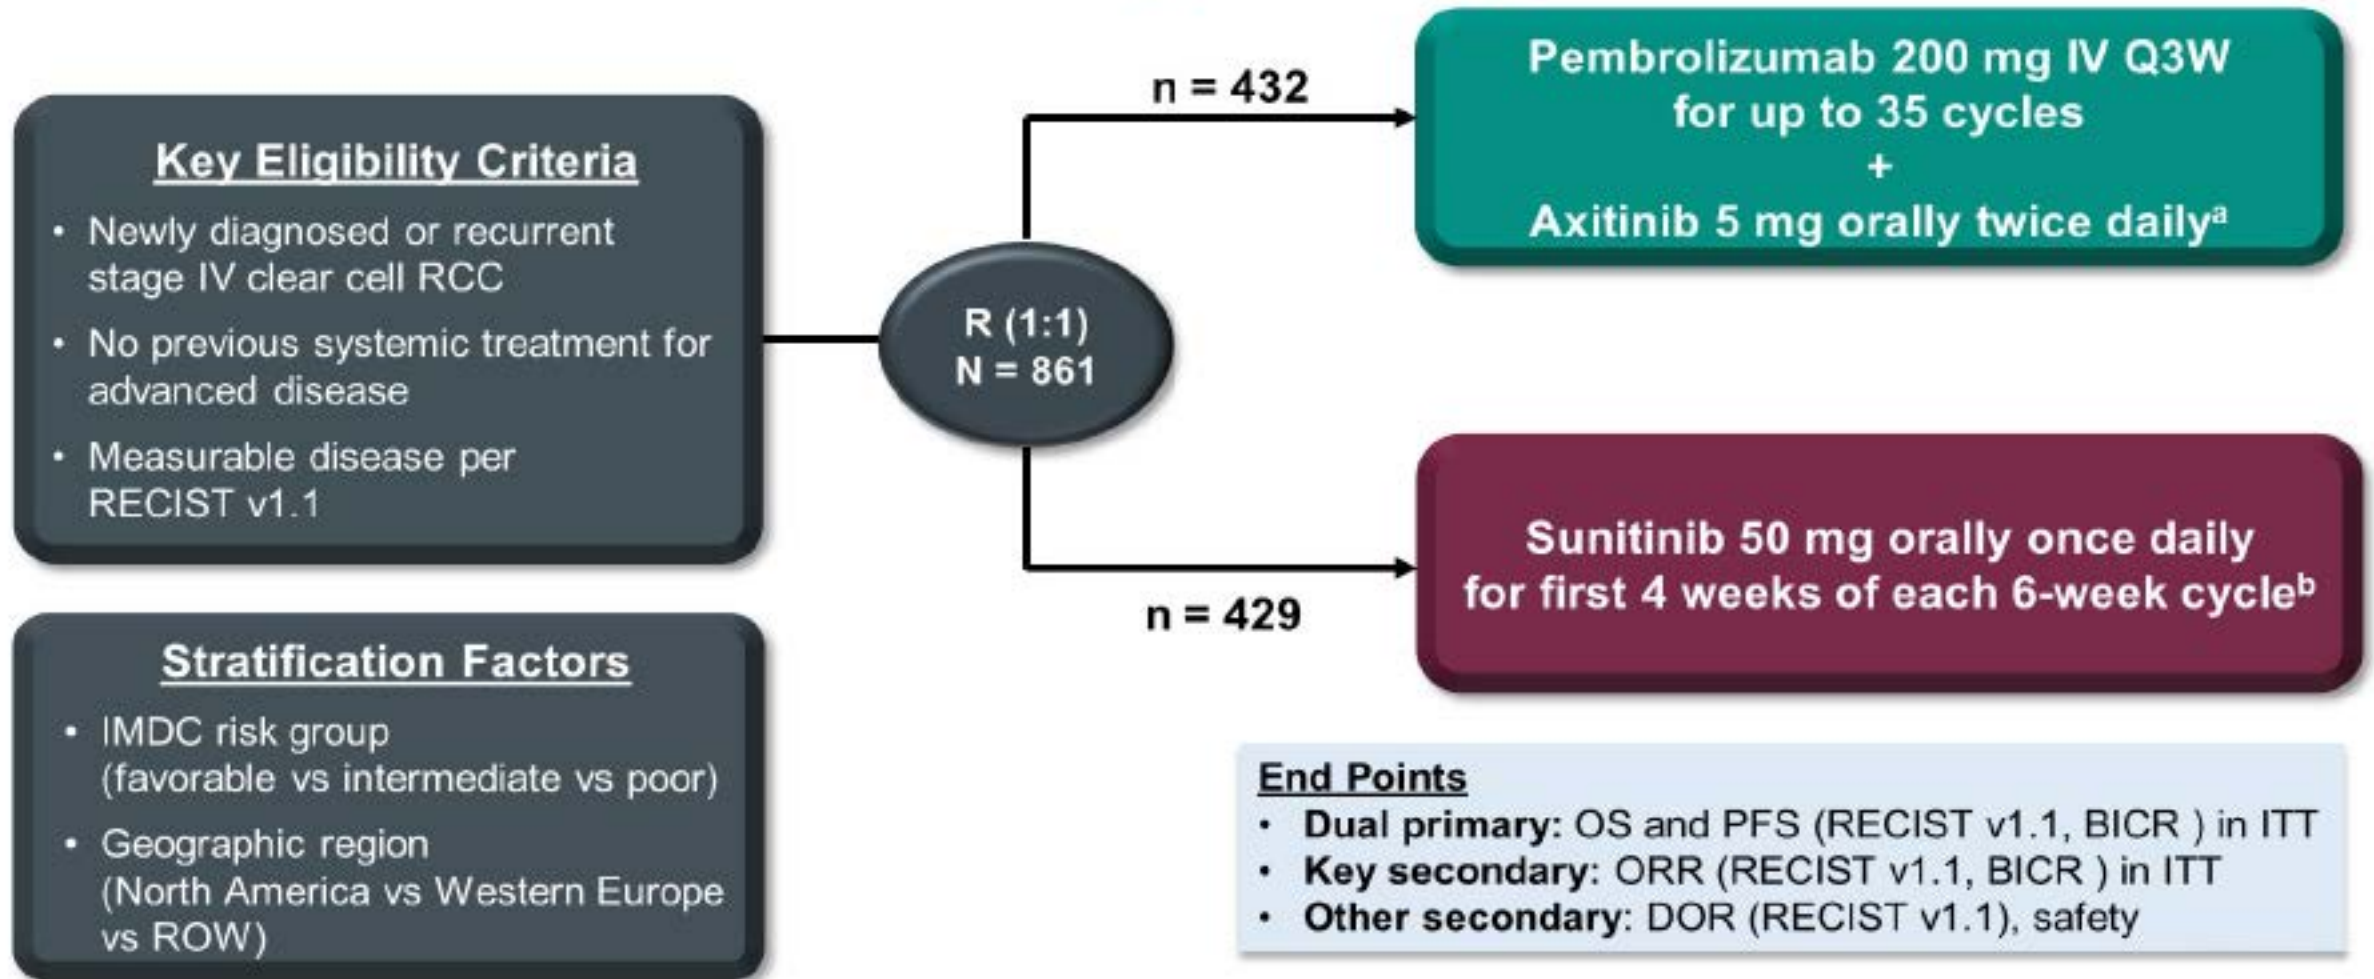 Key Eligibility Criteria
• Newly diagnosed or recurrent
stage IV clear cell RCC
• No previous systemic treatment for
advanced disease
• Measurable disease per
RECIST v1.1
Stratification Factors
• IMDC risk group
(favorable vs intermediate vs poor)
• Geographic region
(North America vs Western Europe
vs ROW)
R (1:1)
N = 861
n = 432
Pembrolizumab 200 mg IV Q3W
for up to 35 cycles
+
Axitinib 5 mg orally twice dailyᵃ
n = 429
Sunitinib 50 mg orally once daily
for first 4 weeks of each 6-week cycleᵇ
End Points
• Dual primary: OS and PFS (RECIST v1.1, BICR ) in ITT
• Key secondary: ORR (RECIST v1.1, BICR ) in ITT
• Other secondary: DOR (RECIST v1.1), safety